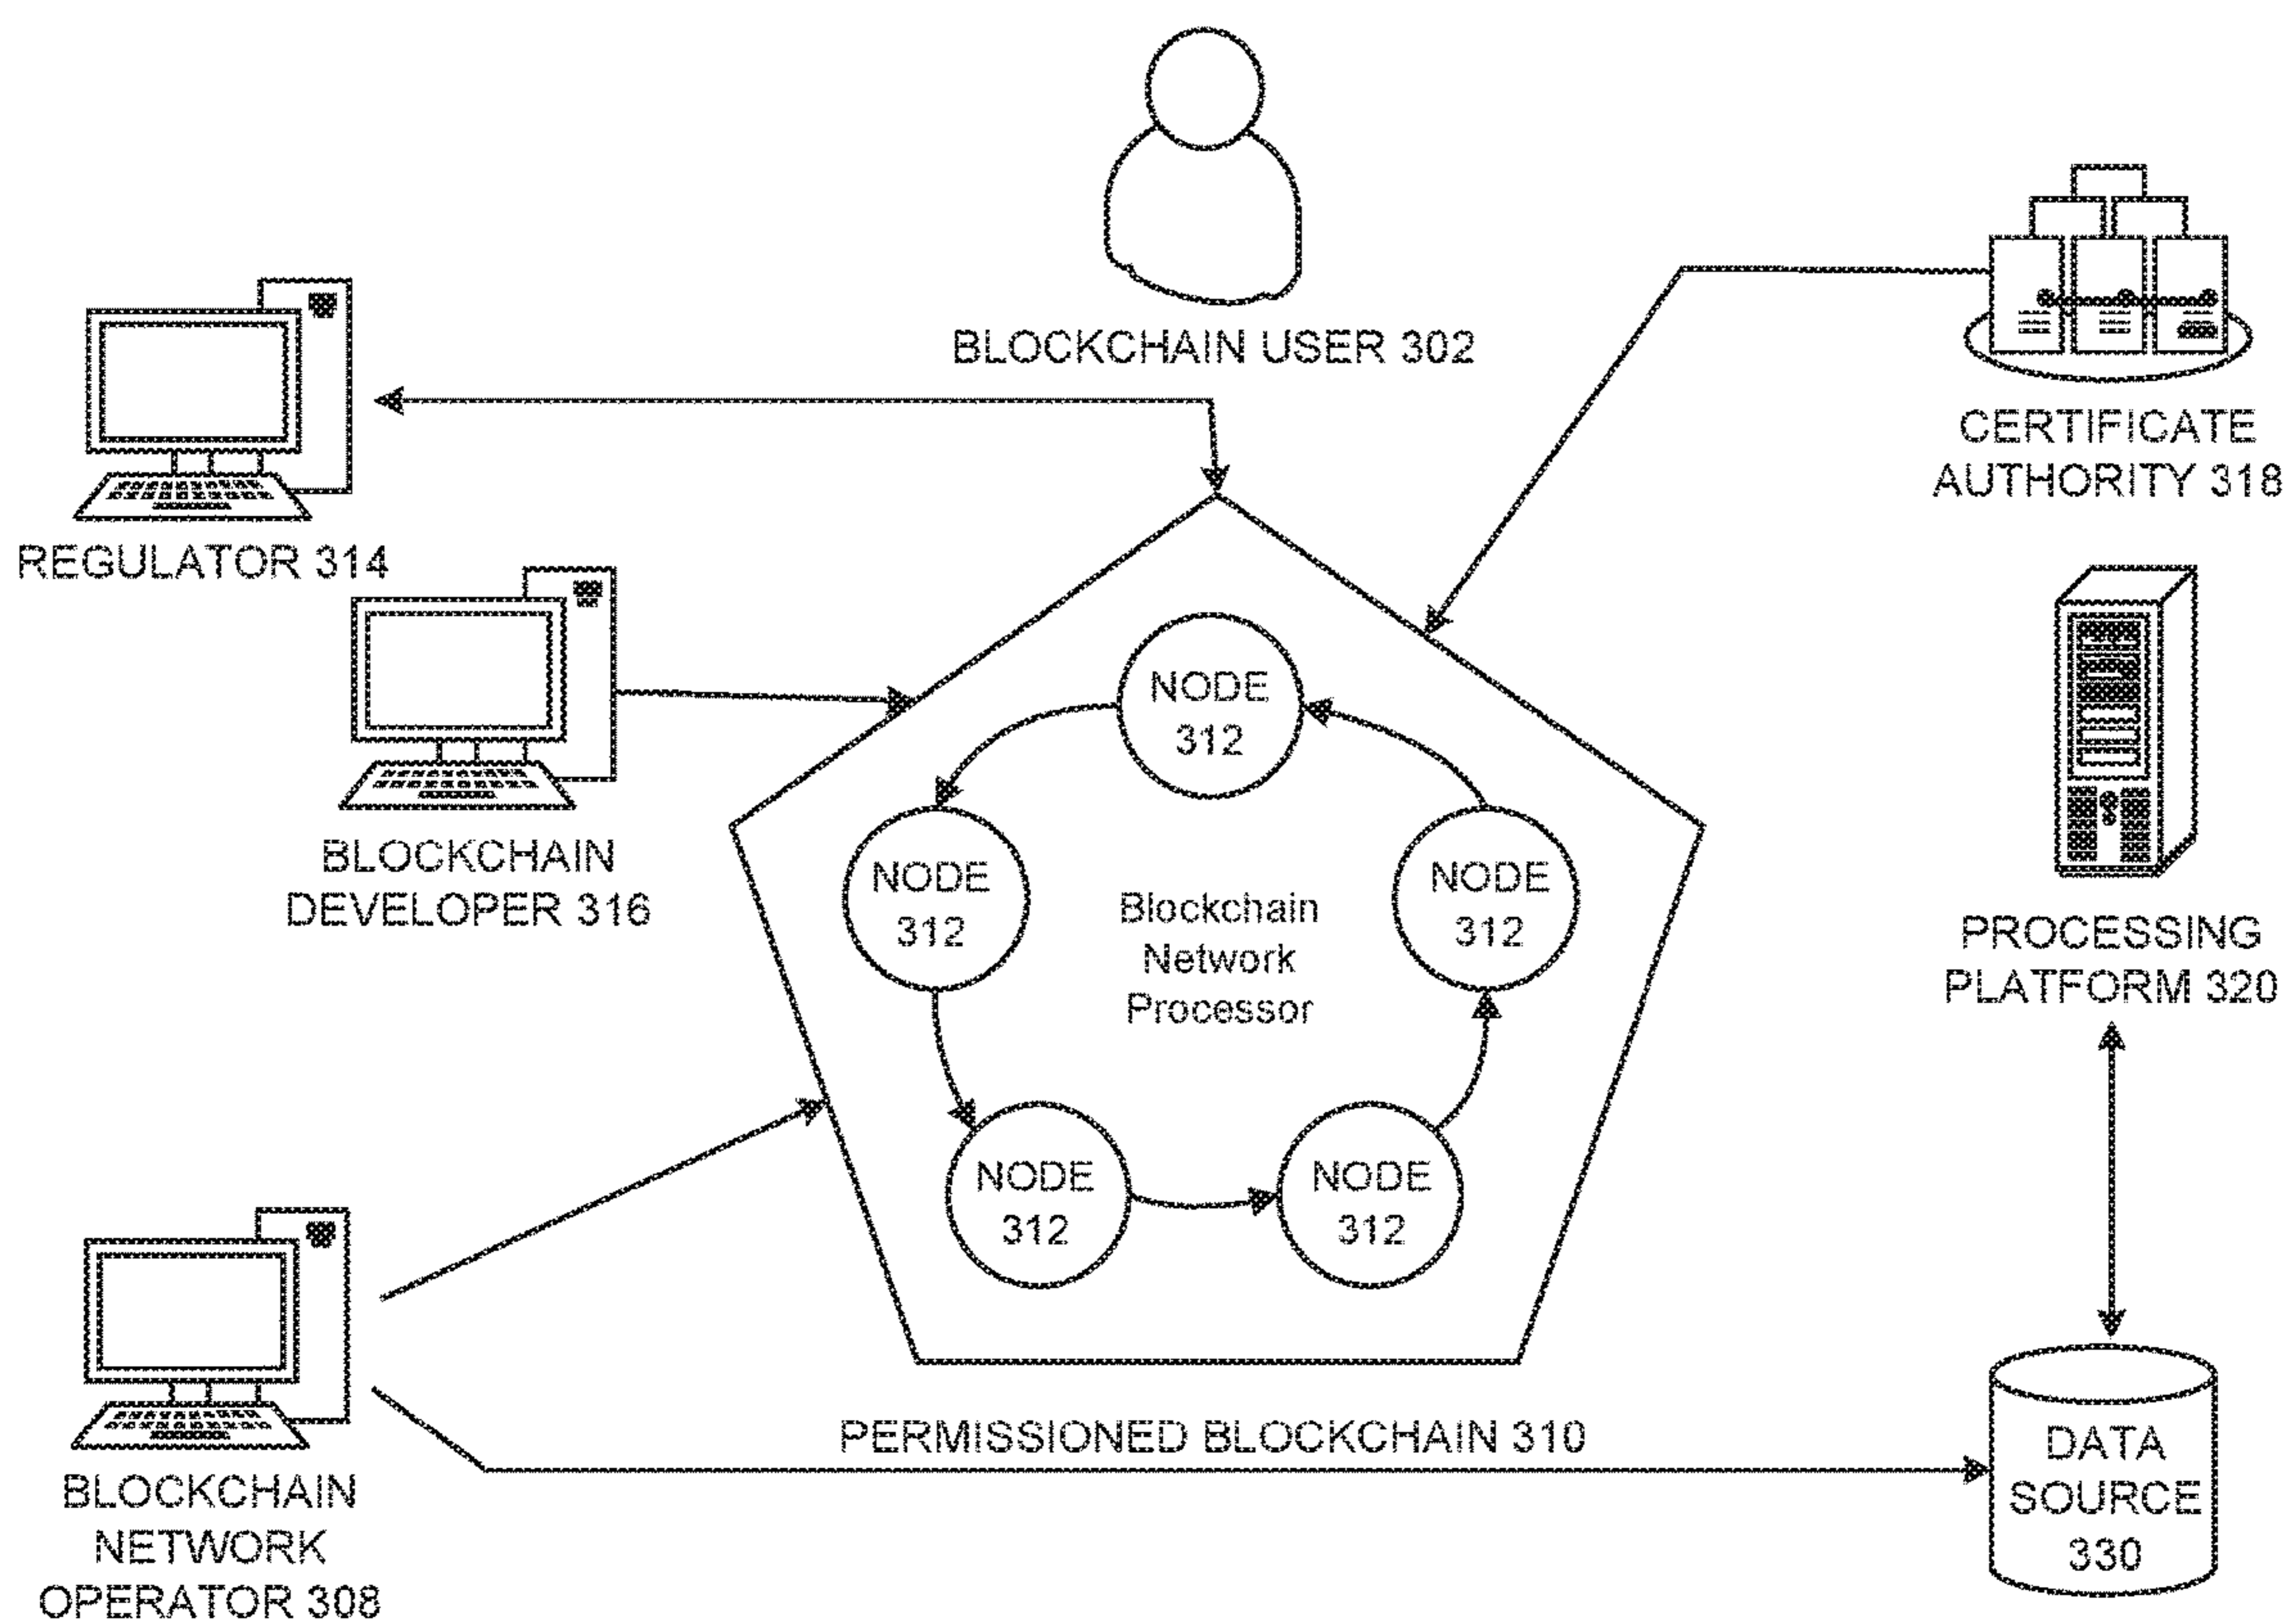 BLOCKCHAIN USER 302
CERTIFICATE
AUTHORITY 318
REGULATOR 314
BLOCKCHAIN
DEVELOPER 316
NODE
312
NODE
312
Blockchain
Network
Processor
NODE
312
PROCESSING
PLATFORM 320
NODE
312
NODE
312
PERMISSIONED BLOCKCHAIN 310
BLOCKCHAIN
NETWORK
OPERATOR 308
DATA
SOURCE
330